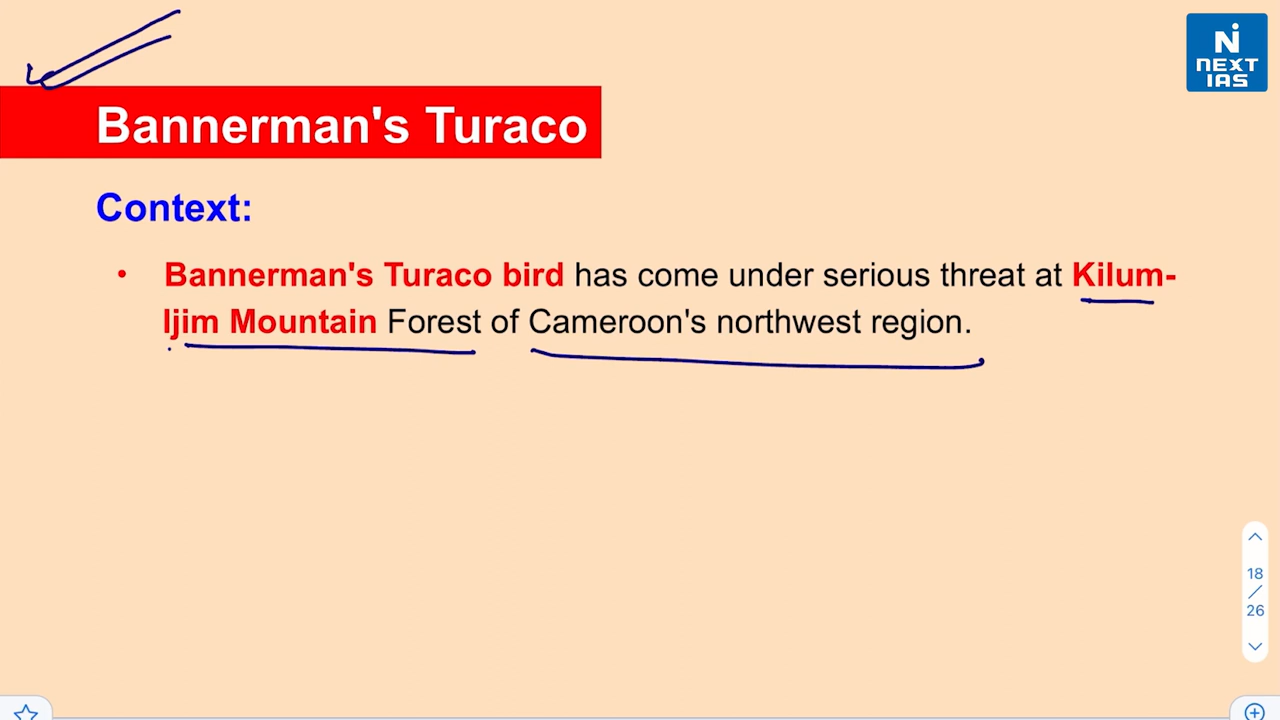 NEXT
IAS
Bannerman's Turaco
Context:
• Bannerman's Turaco bird has come under serious threat at Kilum-
Ijim Mountain Forest of Cameroon's northwest region.
18
/
26